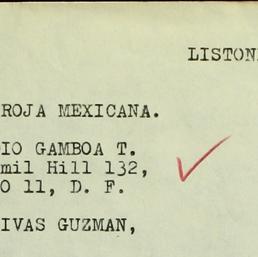 LISTON
ROJA MEXICANA.
IO GAMBOA T.
mil Hill 132,
O 11, D. F.
IVAS GUZMAN,